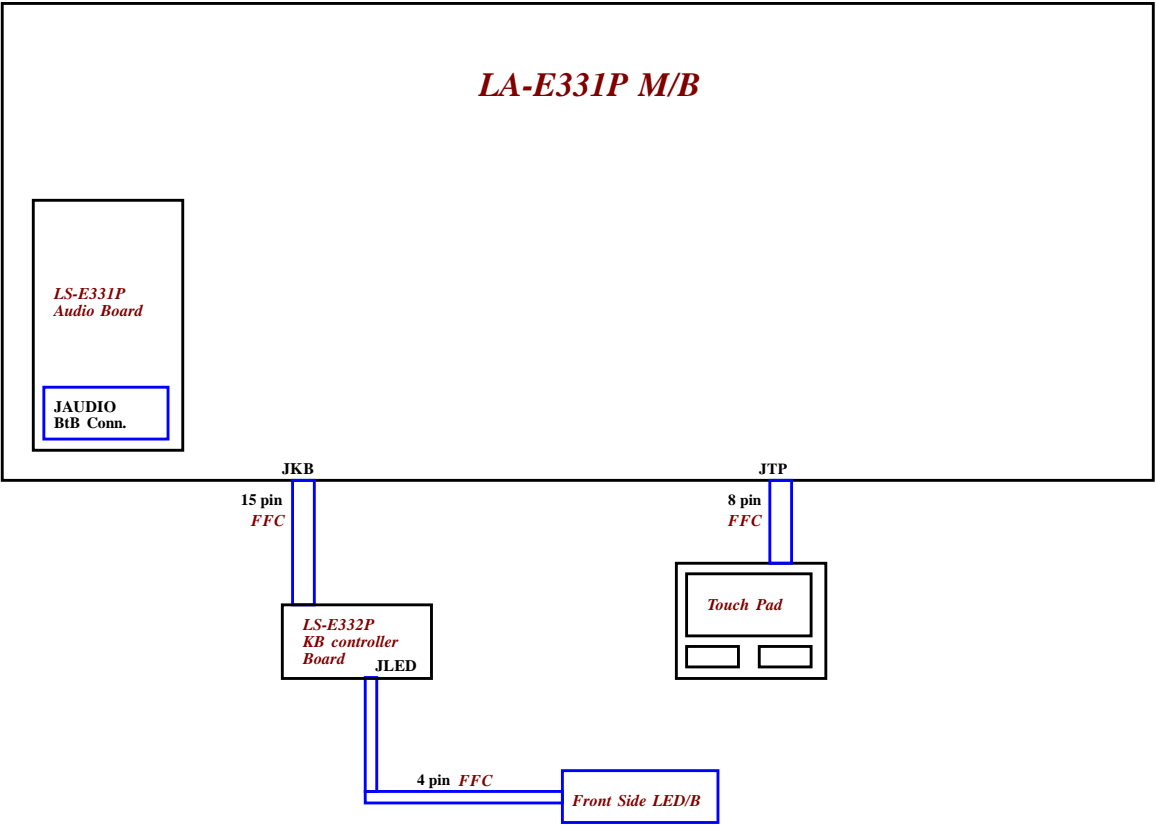 LA-E331P M/B
LS-E331P
Audio Board
JAUDIO
BtB Conn.
JKB
JTP
15 pin
FFC
8 pin
FFC
Touch Pad
LS-E332P
KB controller
Board
JLED
4 pin FFC
Front Side LED/B